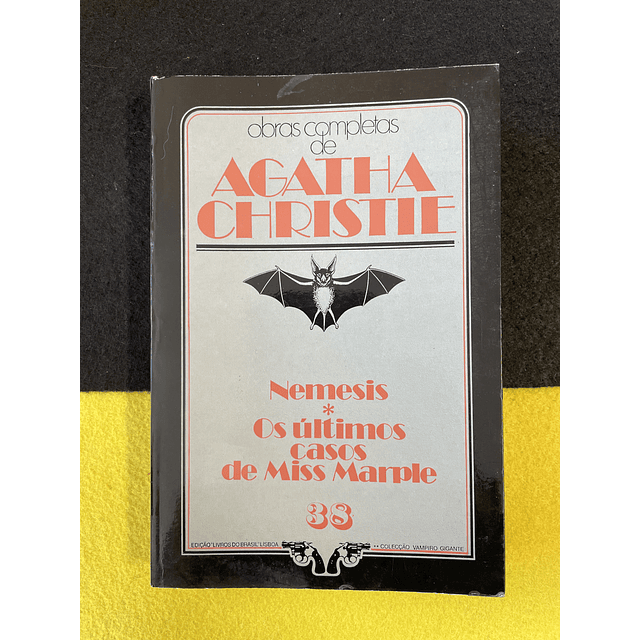 obras completas
de
AGATHA
CHRISTIE
Nemesis
*
Os últimos
casos
de Miss Marple
38
EDIÇÃO 'LIVROS DO BRASIL' LISBOA
** COLECÇÃO VAMPIRO GIGANTE